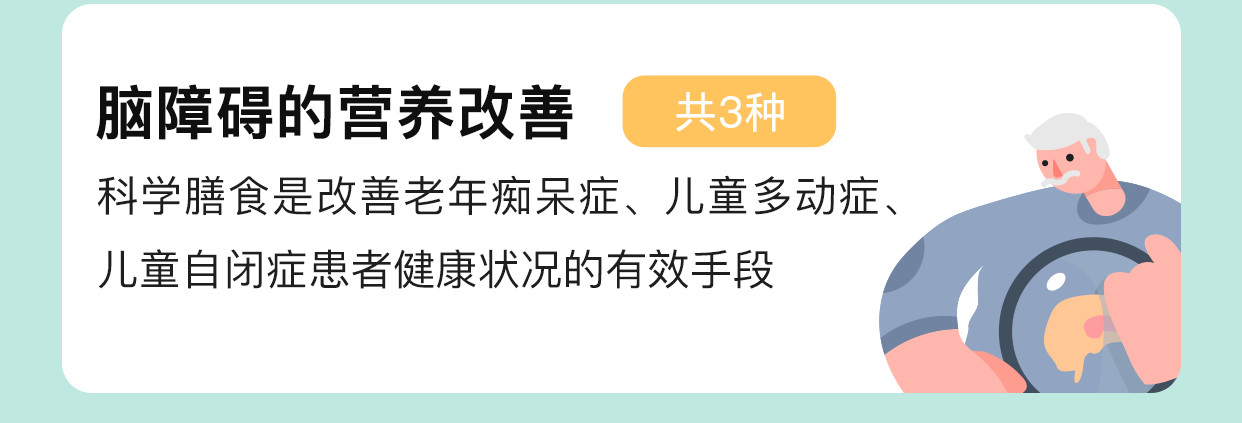 脑障碍的营养改善
共3种
科学膳食是改善老年痴呆症、儿童多动症、
儿童自闭症患者健康状况的有效手段